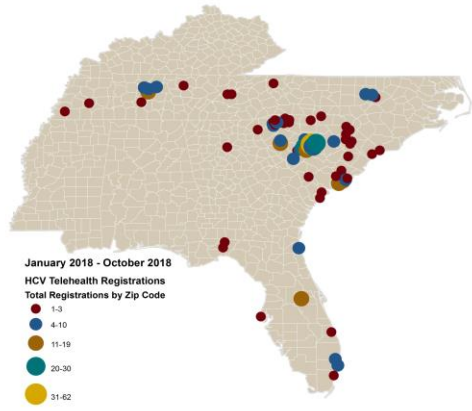 January 2018 - October 2018
HCV Telehealth Registrations
Total Registrations by Zip Code
1-3
4-10
11-19
20-30
31-62